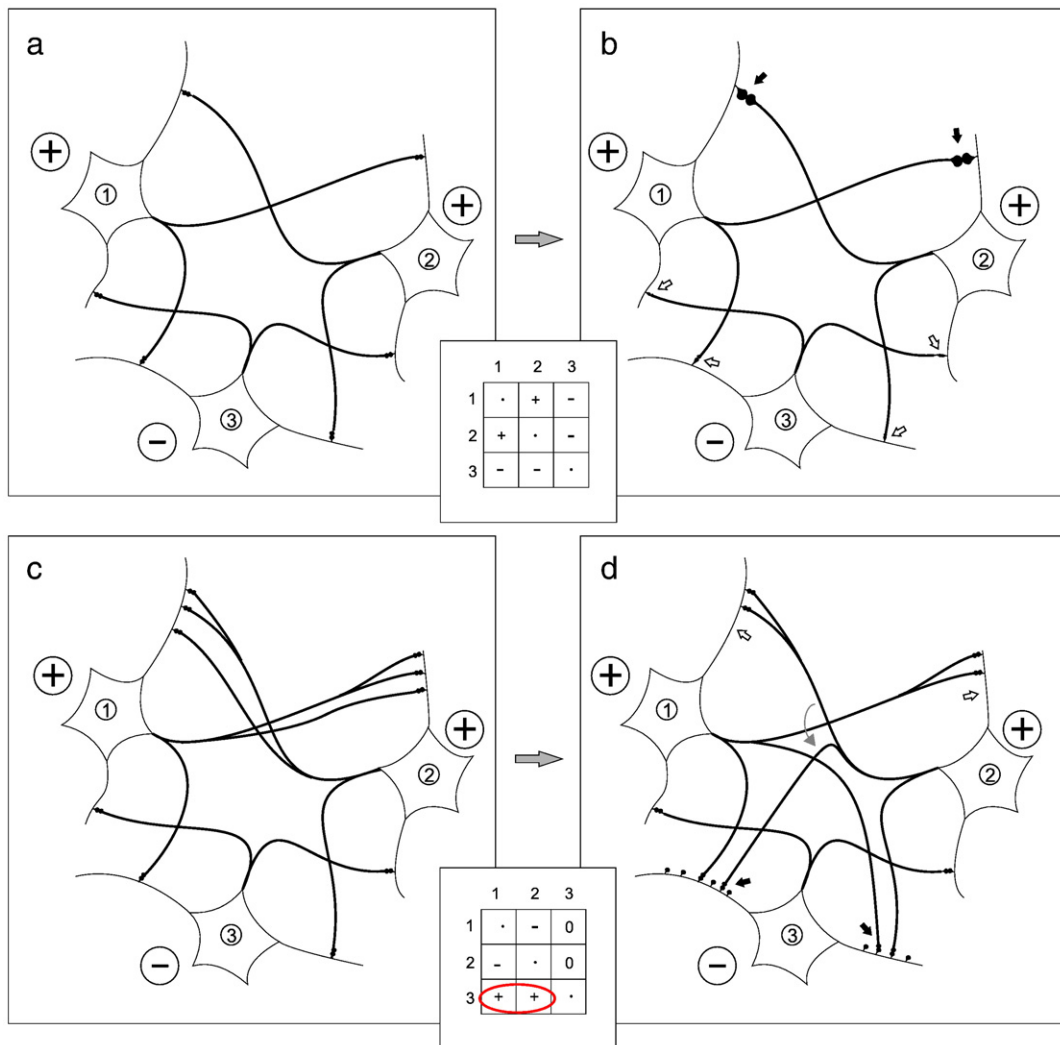 a
b
+
1
+
2
3
−
+
1
+
2
3
−
1 2 3
1 · + -
2 + · -
3 - - ·
c
d
+
1
+
2
3
−
+
1
+
2
3
−
1 2 3
1 · - 0
2 - · 0
3 + + ·